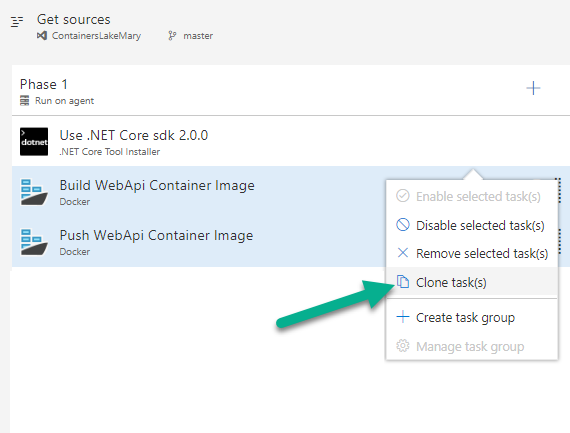 Get sources
ContainersLakeMary master
Phase 1
Run on agent
dotnet
Use .NET Core sdk 2.0.0
.NET Core Tool Installer
Build WebApi Container Image
Docker
Push WebApi Container Image
Docker
Enable selected task(s)
Disable selected task(s)
Remove selected task(s)
Clone task(s)
Create task group
Manage task group